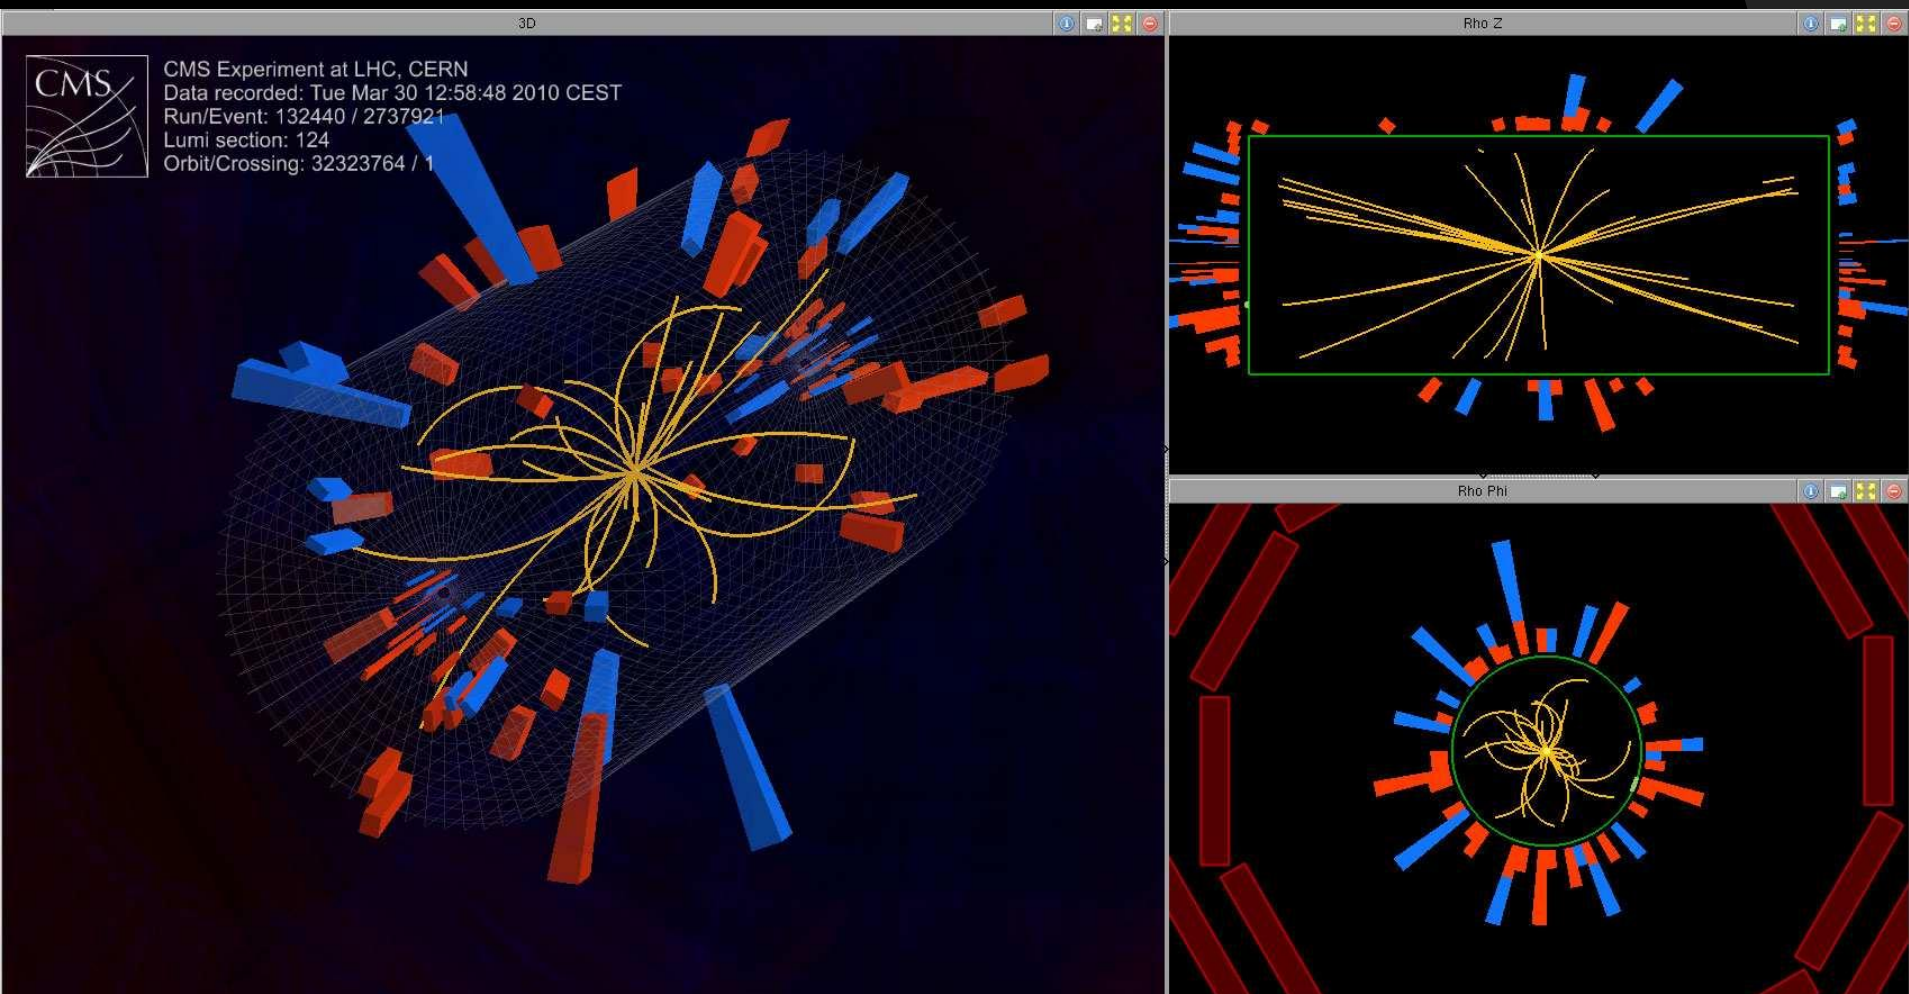 3D
CMS
CMS Experiment at LHC, CERN
Data recorded: Tue Mar 30 12:58:48 2010 CEST
Run/Event: 132440 / 2737921
Lumi section: 124
Orbit/Crossing: 32323764 / 1
Rho Z
Rho Phi